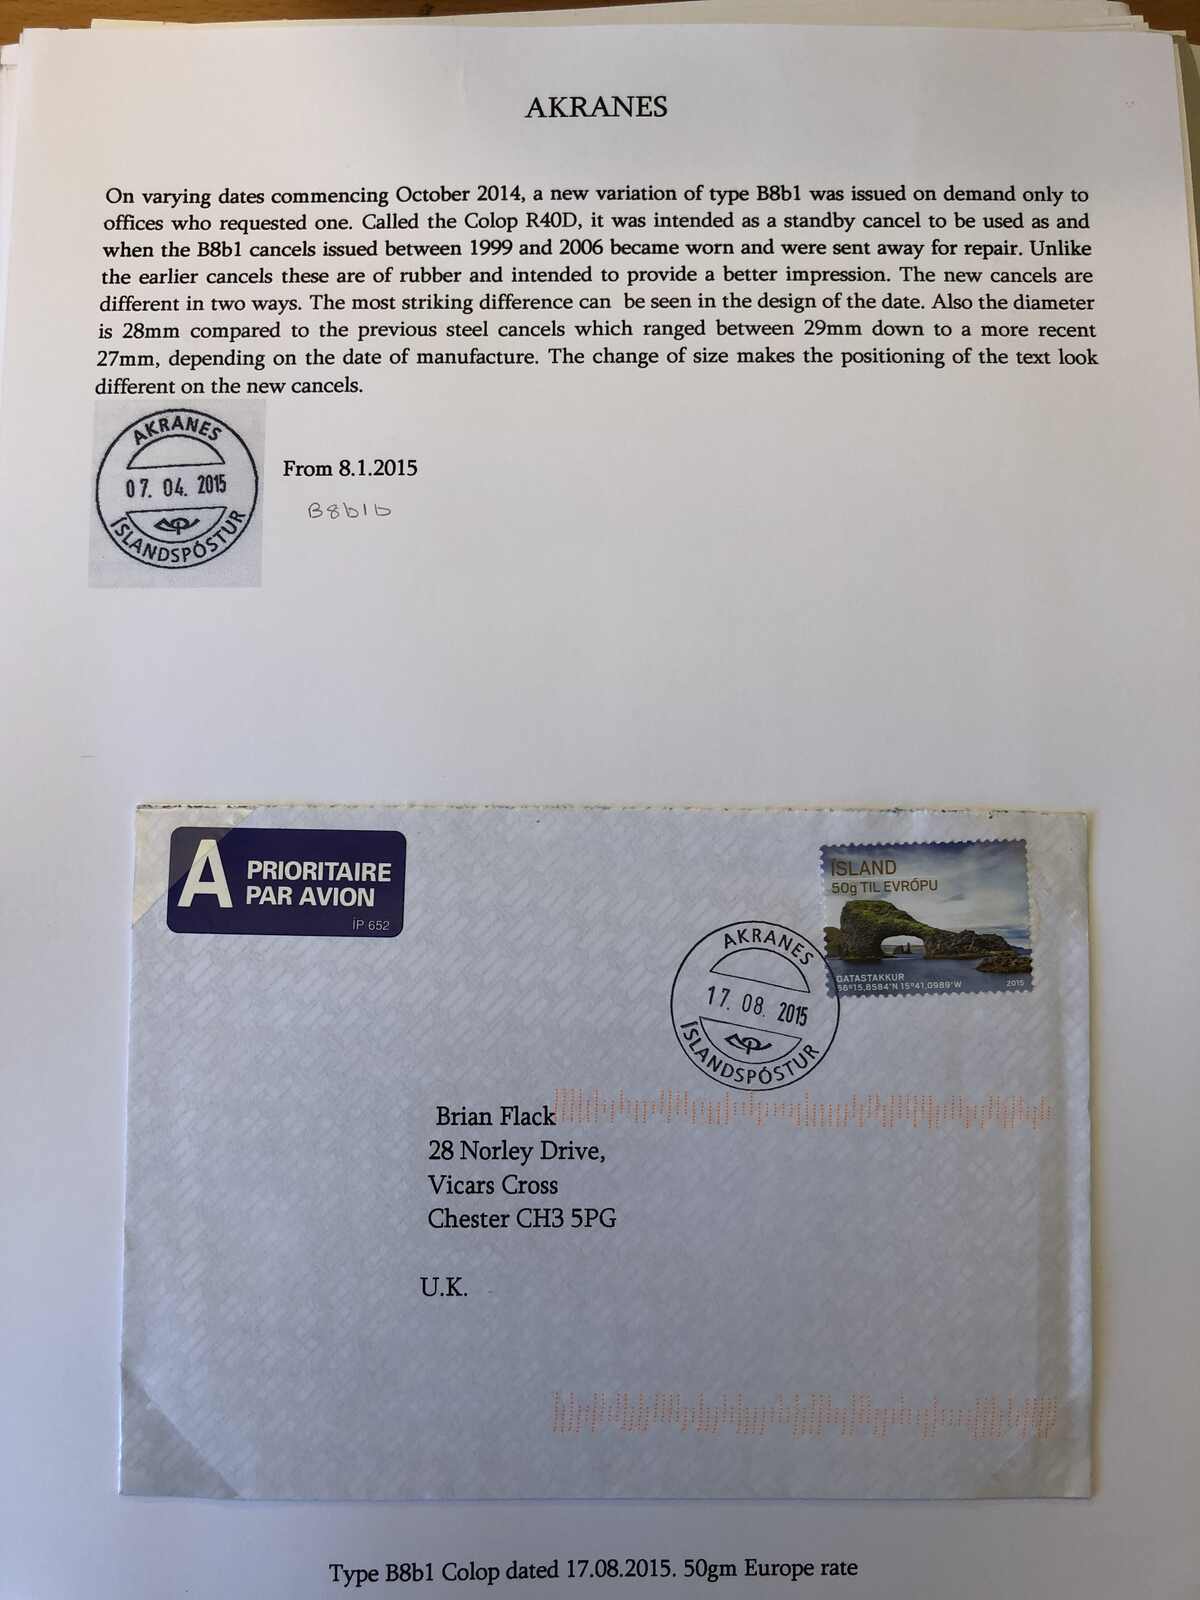 AKRANES
On varying dates commencing October 2014, a new variation of type B8b1 was issued on demand only to
offices who requested one. Called the Colop R40D, it was intended as a standby cancel to be used as and
when the B8b1 cancels issued between 1999 and 2006 became worn and were sent away for repair. Unlike
the earlier cancels these are of rubber and intended to provide a better impression. The new cancels are
different in two ways. The most striking difference can be seen in the design of the date. Also the diameter
is 28mm compared to the previous steel cancels which ranged between 29mm down to a more recent
27mm, depending on the date of manufacture. The change of size makes the positioning of the text look
different on the new cancels.
AKRANES
07. 04. 2015
ÍSLANDSPÓSTUR
From 8.1.2015
B8b1b
A PRIORITAIRE
PAR AVION
ÍP 652
ÍSLAND
50g TIL EVRÓPU
GATASTAKKUR
66º15,8584'N 15º41,0989'W 2015
AKRANES
17. 08. 2015
ÍSLANDSPÓSTUR
Brian Flack
28 Norley Drive,
Vicars Cross
Chester CH3 5PG
U.K.
Type B8b1 Colop dated 17.08.2015. 50gm Europe rate